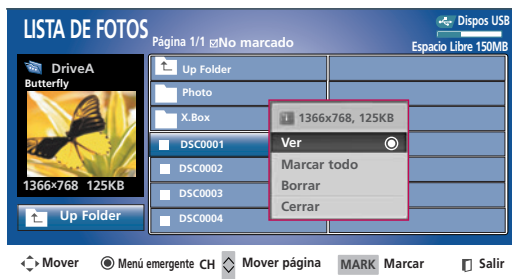 LISTA DE FOTOS
Página 1/1 No marcado
Dispos USB
Espacio Libre 150MB
DriveA
Butterfly
1366×768 125KB
Up Folder
Up Folder
Photo
X.Box
DSC0001
DSC0002
DSC0003
DSC0004
1366x768, 125KB
Ver
Marcar todo
Borrar
Cerrar
Mover Menú emergente CH Mover página MARK Marcar Salir